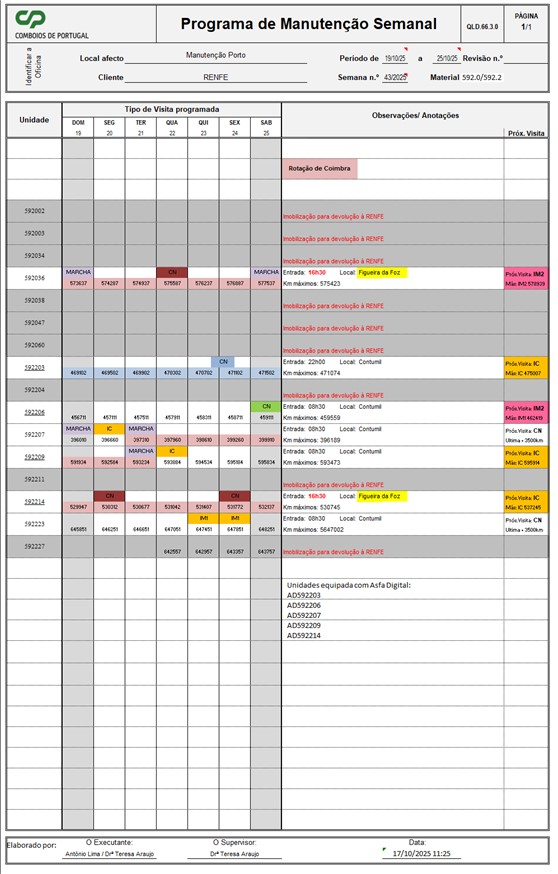 CP
COMBOIOS DE PORTUGAL
Programa de Manutenção Semanal
QLD.66.3.0
PÁGINA
1/1
Identificar a Oficina
Local afecto Manutenção Porto
Período de 19/10/25 a 25/10/25 Revisão n.º
Cliente RENFE
Semana n.º 43/2025 Material 592.0/592.2
Unidade
Tipo de Visita programada
Observações/ Anotações
Próx. Visita
DOM SEG TER QUA QUI SEX SAB
19 20 21 22 23 24 25
Rotação de Coimbra
592002 Imobilização para devolução à RENFE
592005 Imobilização para devolução à RENFE
592034 Imobilização para devolução à RENFE
592036 MARCHA CN MARCHA Entrada: 16h30 Local: Figueira da Foz Próx.Visita: IM2
573637 574287 574937 575587 576237 576887 577537 Km máximos: 575423 Máx: IM2 578939
592038 Imobilização para devolução à RENFE
592047 Imobilização para devolução à RENFE
592060 Imobilização para devolução à RENFE
592203 CN Entrada: 22h00 Local: Contumil Próx.Visita: IC
469102 469502 469902 470302 470702 471102 471502 Km máximos: 471074 Máx: IC 475007
592204 Imobilização para devolução à RENFE
592206 CN Entrada: 08h30 Local: Contumil Próx.Visita: IM2
456711 457111 457511 457911 458311 458711 459111 Km máximos: 459559 Máx: IM1 462419
592207 MARCHA IC MARCHA Entrada: 08h30 Local: Contumil Próx.Visita: CN
396010 396660 397310 397960 398610 399260 399910 Km máximos: 396189 Ultima + 3500km
592209 MARCHA IC Entrada: 08h30 Local: Contumil Próx.Visita: IC
591934 592584 593234 593884 594534 595184 595834 Km máximos: 593473 Máx: IC 595914
592211 Imobilização para devolução à RENFE
592214 CN CN Entrada: 16h30 Local: Figueira da Foz Próx.Visita: IC
529947 530312 530677 531042 531407 531772 532137 Km máximos: 530745 Máx: IC 537245
592223 IM1 IM1 Entrada: 08h30 Local: Contumil Próx.Visita: CN
645851 646251 646651 647051 647451 647851 648251 Km máximos: 5647002 Ultima + 3500km
592227 642557 642957 643357 643757 Imobilização para devolução à RENFE
Unidades equipada com Asfa Digital:
AD592203
AD592206
AD592207
AD592209
AD592214
Elaborado por:
O Executante:
António Lima / Drª Teresa Araujo
O Supervisor:
Drª Teresa Araujo
Data:
17/10/2025 11:25